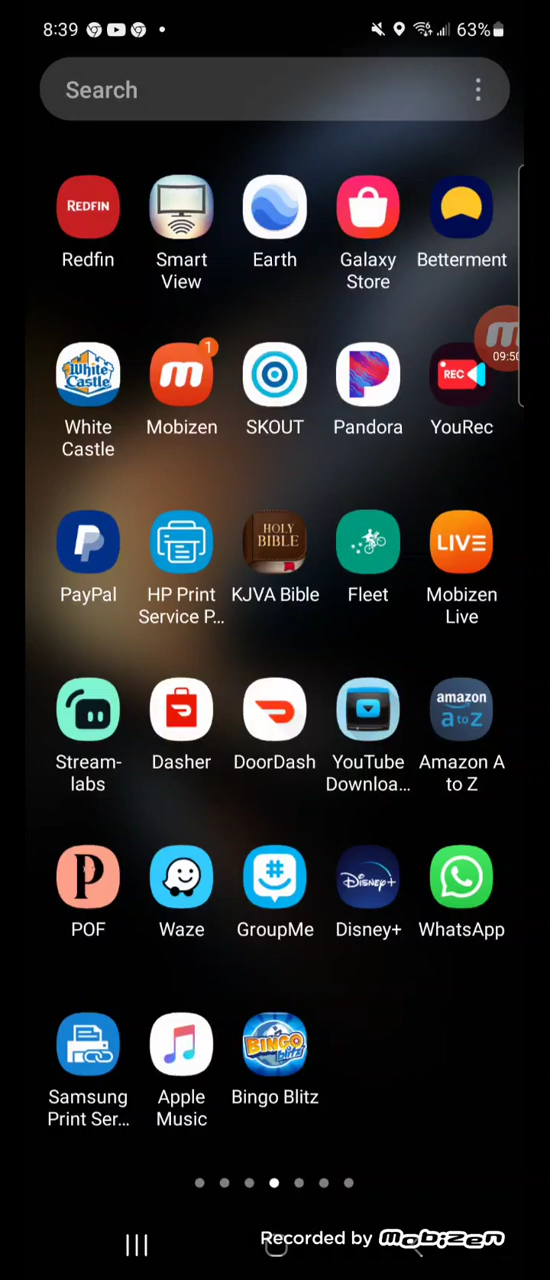 8:39
63%
Search
REDFIN
Redfin
Smart
View
Earth
Galaxy
Store
Betterment
White
Castle
White
Castle
1
Mobizen
SKOUT
Pandora
REC
YouRec
09:50
PayPal
HP Print
Service P...
HOLY
BIBLE
KJVA Bible
Fleet
LIVE
Mobizen
Live
Stream-
labs
Dasher
DoorDash
YouTube
Downloa...
amazon
a to z
Amazon A
to Z
P
POF
Waze
#
GroupMe
Disney+
Disney+
WhatsApp
Samsung
Print Ser...
Apple
Music
BINGO
blitz
Bingo Blitz
Recorded by mobizen